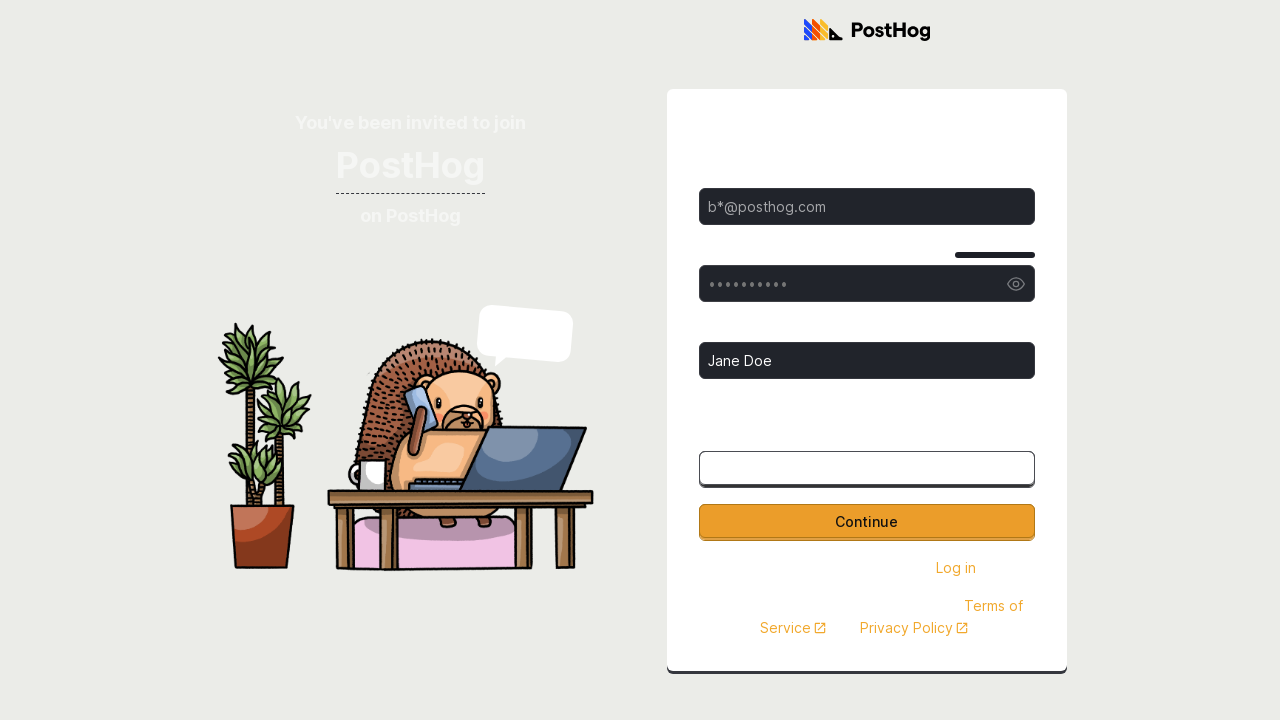 PostHog
You've been invited to join
PostHog
on PostHog
b*@posthog.com
••••••••••
Jane Doe
Continue
Log in
Terms of
Service
Privacy Policy